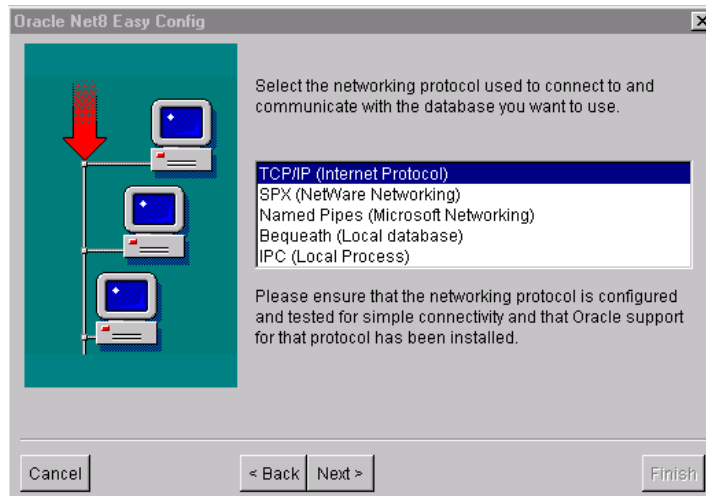 Oracle Net8 Easy Config
Select the networking protocol used to connect to and
communicate with the database you want to use.
TCP/IP (Internet Protocol)
SPX (NetWare Networking)
Named Pipes (Microsoft Networking)
Bequeath (Local database)
IPC (Local Process)
Please ensure that the networking protocol is configured
and tested for simple connectivity and that Oracle support
for that protocol has been installed.
Cancel
< Back
Next >
Finish